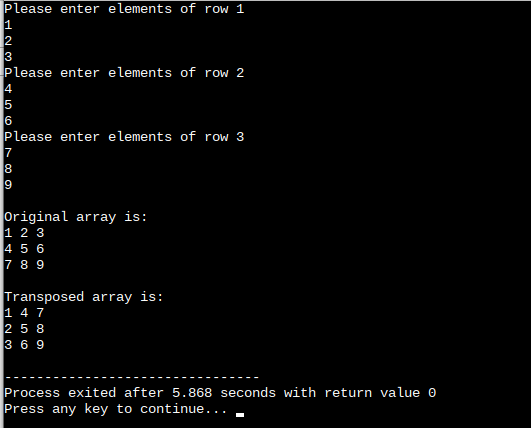 Please enter elements of row 1
1
2
3
Please enter elements of row 2
4
5
6
Please enter elements of row 3
7
8
9
Original array is:
1 2 3
4 5 6
7 8 9
Transposed array is:
1 4 7
2 5 8
3 6 9
--------------------------------
Process exited after 5.868 seconds with return value 0
Press any key to continue...